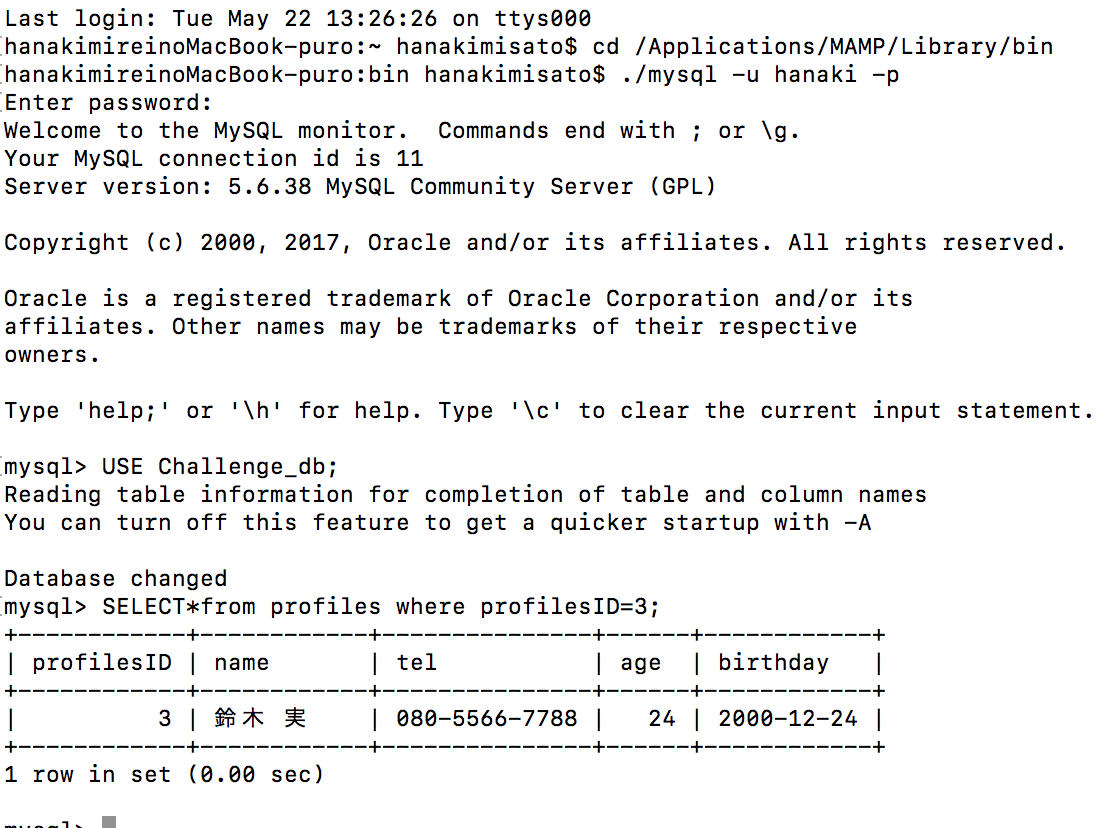 Last login: Tue May 22 13:26:26 on ttys000
hanakimireinoMacBook-puro:~ hanakimisato$ cd /Applications/MAMP/Library/bin
hanakimireinoMacBook-puro:bin hanakimisato$ ./mysql -u hanaki -p
Enter password:
Welcome to the MySQL monitor.  Commands end with ; or \g.
Your MySQL connection id is 11
Server version: 5.6.38 MySQL Community Server (GPL)
Copyright (c) 2000, 2017, Oracle and/or its affiliates. All rights reserved.
Oracle is a registered trademark of Oracle Corporation and/or its
affiliates. Other names may be trademarks of their respective
owners.
Type 'help;' or '\h' for help. Type '\c' to clear the current input statement.
mysql> USE Challenge_db;
Reading table information for completion of table and column names
You can turn off this feature to get a quicker startup with -A
Database changed
mysql> SELECT*from profiles where profilesID=3;
+------------+------------+---------------+------+------------+
| profilesID | name       | tel           | age  | birthday   |
+------------+------------+---------------+------+------------+
|          3 | 鈴木 実    | 080-5566-7788 |   24 | 2000-12-24 |
+------------+------------+---------------+------+------------+
1 row in set (0.00 sec)
mysql>